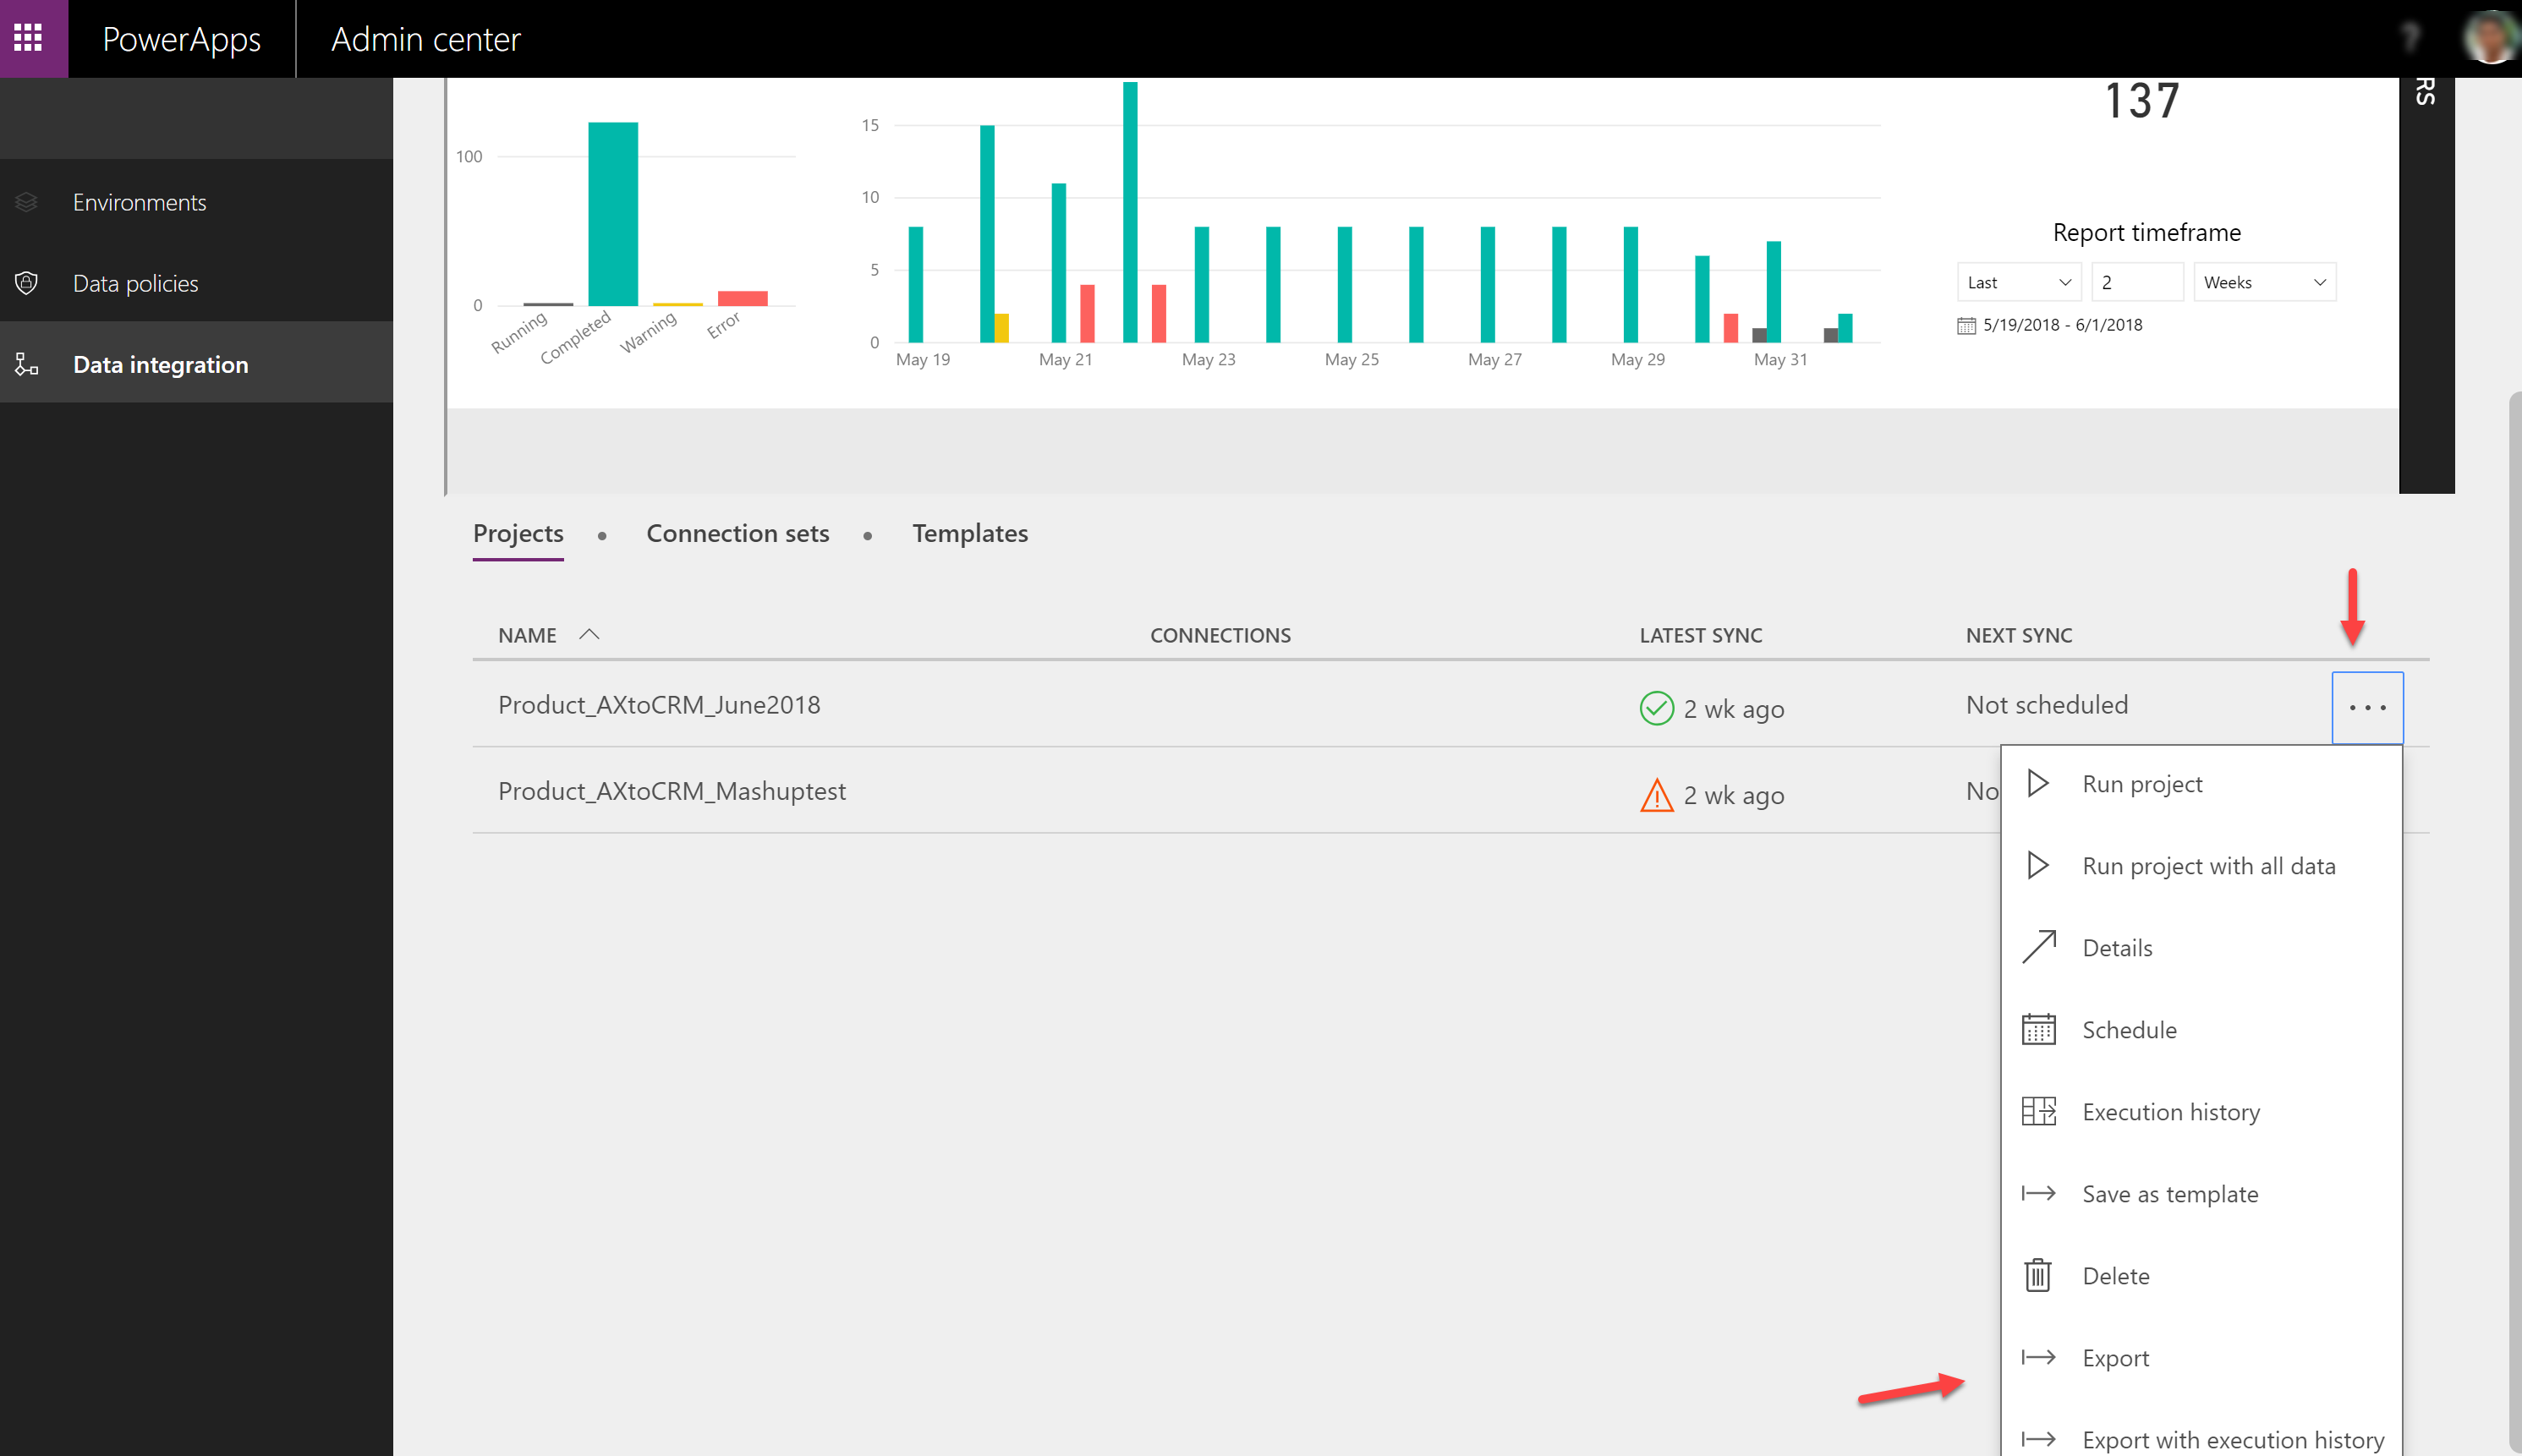 PowerApps
Admin center
?
Environments
Data policies
Data integration
100
0
Running
Completed
Warning
Error
15
10
5
0
May 19
May 21
May 23
May 25
May 27
May 29
May 31
137
Report timeframe
Last
2
Weeks
5/19/2018 - 6/1/2018
RS
Projects • Connection sets • Templates
NAME CONNECTIONS LATEST SYNC NEXT SYNC
Product_AXtoCRM_June2018 2 wk ago Not scheduled ...
Product_AXtoCRM_Mashuptest 2 wk ago No
Run project
Run project with all data
Details
Schedule
Execution history
Save as template
Delete
Export
Export with execution history